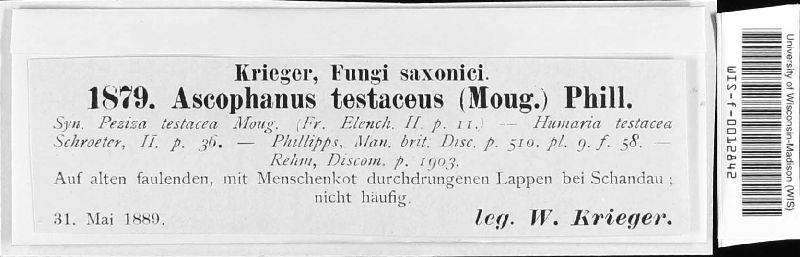 Krieger, Fungi saxonici.
1879. Ascophanus testaceus (Moug.) Phill.
Syn. Peziza testacea Moug. (Fr. Elench. II. p. 11.) — Humaria testacea
Schroeter, II. p. 36. — Phillipps, Man. brit. Disc. p. 510. pl. 9. f. 58. —
Rehm, Discom. p. 1903.
Auf alten faulenden, mit Menschenkot durchdrungenen Lappen bei Schandau;
nicht häufig.
31. Mai 1889.
leg. W. Krieger.
University of Wisconsin-Madison (WIS)
WIS-f-0012842